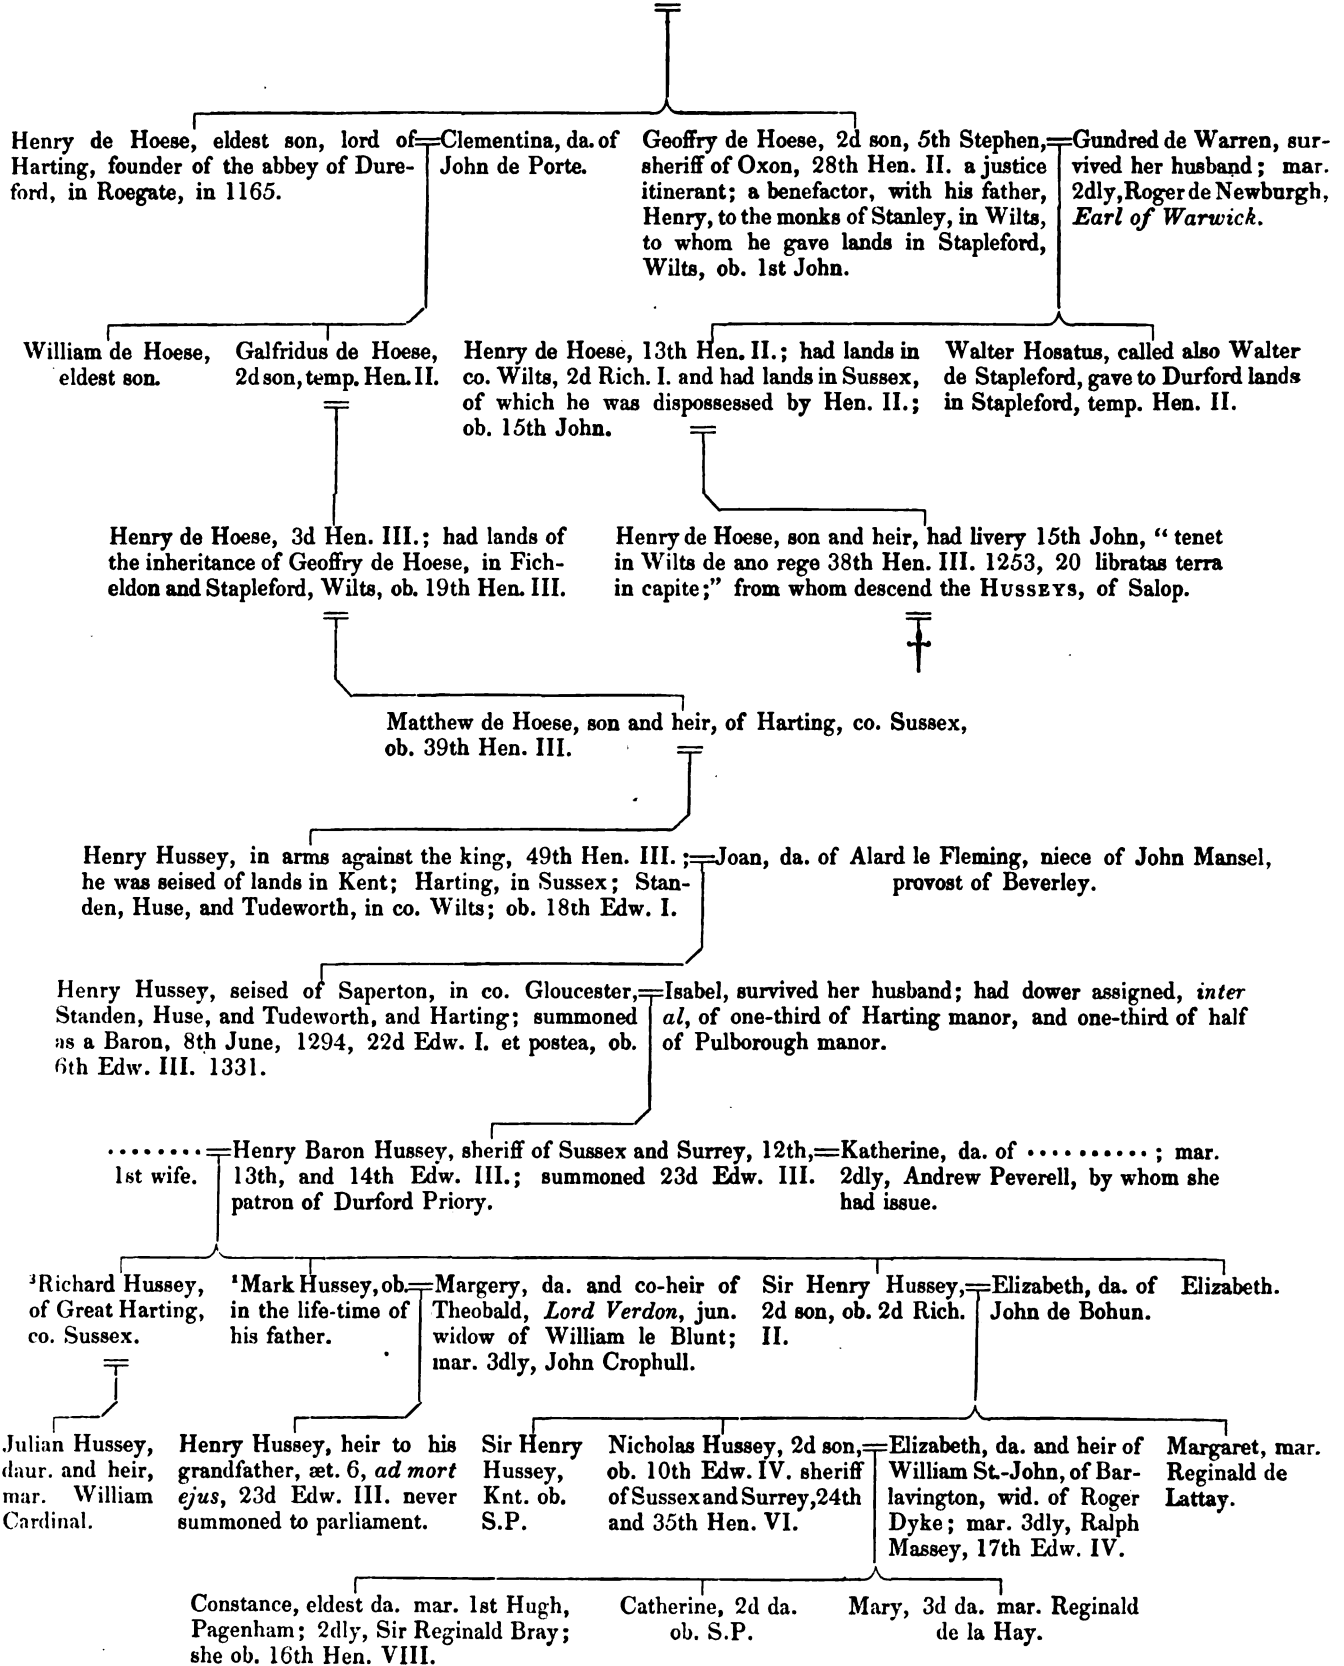 Henry de Hoese, eldest son, lord of
Harting, founder of the abbey of Dure-
ford, in Roegate, in 1165.
Clementina, da. of
John de Porte.
Geoffry de Hoese, 2d son, 5th Stephen,
sheriff of Oxon, 28th Hen. II. a justice
itinerant; a benefactor, with his father,
Henry, to the monks of Stanley, in Wilts,
to whom he gave lands in Stapleford,
Wilts, ob. 1st John.
Gundred de Warren, sur-
vived her husband; mar.
2dly, Roger de Newburgh,
Earl of Warwick.
William de Hoese,
eldest son.
Galfridus de Hoese,
2d son, temp. Hen. II.
Henry de Hoese, 13th Hen. II.; had lands in
co. Wilts, 2d Rich. I. and had lands in Sussex,
of which he was dispossessed by Hen. II.;
ob. 15th John.
Walter Hosatus, called also Walter
de Stapleford, gave to Durford lands
in Stapleford, temp. Hen. II.
Henry de Hoese, 3d Hen. III.; had lands of
the inheritance of Geoffry de Hoese, in Fich-
eldon and Stapleford, Wilts, ob. 19th Hen. III.
Henry de Hoese, son and heir, had livery 15th John, “ tenet
in Wilts de ano rege 38th Hen. III. 1253, 20 libratas terra
in capite;” from whom descend the HUSSEYS, of Salop.
Matthew de Hoese, son and heir, of Harting, co. Sussex,
ob. 39th Hen. III.
Henry Hussey, in arms against the king, 49th Hen. III. ;
he was seised of lands in Kent; Harting, in Sussex; Stan-
den, Huse, and Tudeworth, in co. Wilts; ob. 18th Edw. I.
Joan, da. of Alard le Fleming, niece of John Mansel,
provost of Beverley.
Henry Hussey, seised of Saperton, in co. Gloucester,
Standen, Huse, and Tudeworth, and Harting; summoned
as a Baron, 8th June, 1294, 22d Edw. I. et postea, ob.
6th Edw. III. 1331.
Isabel, survived her husband; had dower assigned, inter
al, of one-third of Harting manor, and one-third of half
of Pulborough manor.
········
1st wife.
Henry Baron Hussey, sheriff of Sussex and Surrey, 12th,
13th, and 14th Edw. III.; summoned 23d Edw. III.
patron of Durford Priory.
Katherine, da. of ·········· ; mar.
2dly, Andrew Peverell, by whom she
had issue.
³Richard Hussey,
of Great Harting,
co. Sussex.
¹Mark Hussey, ob.
in the life-time of
his father.
Margery, da. and co-heir of
Theobald, Lord Verdon, jun.
widow of William le Blunt;
mar. 3dly, John Crophull.
Sir Henry Hussey,
2d son, ob. 2d Rich.
II.
Elizabeth, da. of
John de Bohun.
Elizabeth.
Julian Hussey,
daur. and heir,
mar. William
Cardinal.
Henry Hussey, heir to his
grandfather, æt. 6, ad mort
ejus, 23d Edw. III. never
summoned to parliament.
Sir Henry
Hussey,
Knt. ob.
S.P.
Nicholas Hussey, 2d son,
ob. 10th Edw. IV. sheriff
of Sussex and Surrey, 24th
and 35th Hen. VI.
Elizabeth, da. and heir of
William St.-John, of Bar-
lavington, wid. of Roger
Dyke; mar. 3dly, Ralph
Massey, 17th Edw. IV.
Margaret, mar.
Reginald de
Lattay.
Constance, eldest da. mar. 1st Hugh,
Pagenham; 2dly, Sir Reginald Bray;
she ob. 16th Hen. VIII.
Catherine, 2d da.
ob. S.P.
Mary, 3d da. mar. Reginald
de la Hay.